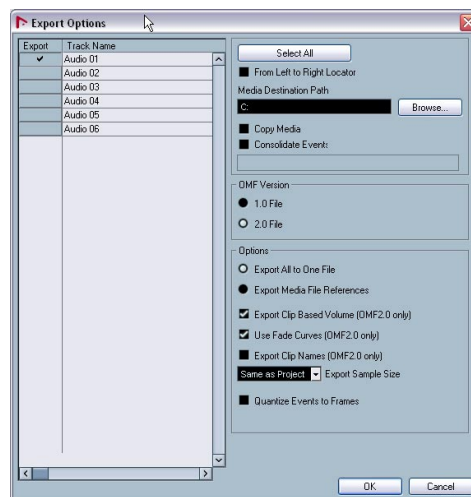 Export Options
Export Track Name
Audio 01
Audio 02
Audio 03
Audio 04
Audio 05
Audio 06
Select All
From Left to Right Locator
Media Destination Path
C: Browse...
Copy Media
Consolidate Events
OMF Version
1.0 File
2.0 File
Options
Export All to One File
Export Media File References
Export Clip Based Volume (OMF2.0 only)
Use Fade Curves (OMF2.0 only)
Export Clip Names (OMF2.0 only)
Same as Project Export Sample Size
Quantize Events to Frames
OK Cancel